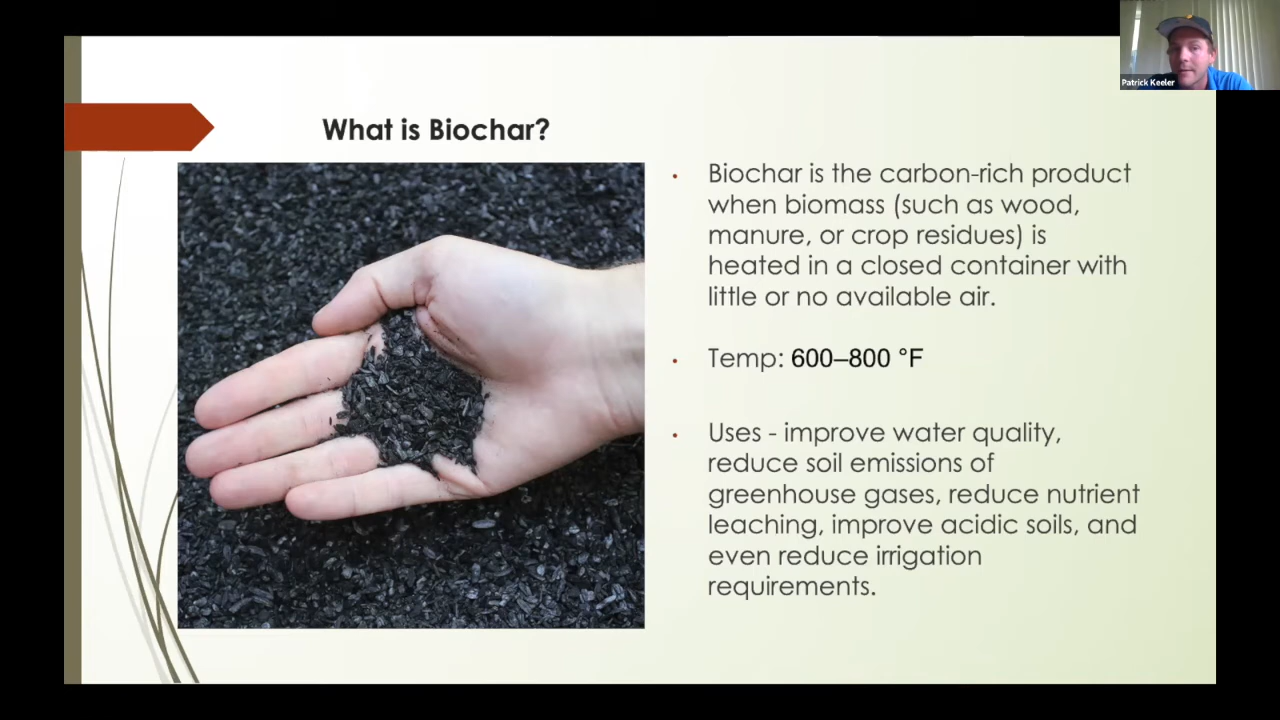 Patrick Keeler
What is Biochar?
• Biochar is the carbon-rich product
when biomass (such as wood,
manure, or crop residues) is
heated in a closed container with
little or no available air.
• Temp: 600–800 °F
• Uses - improve water quality,
reduce soil emissions of
greenhouse gases, reduce nutrient
leaching, improve acidic soils, and
even reduce irrigation
requirements.